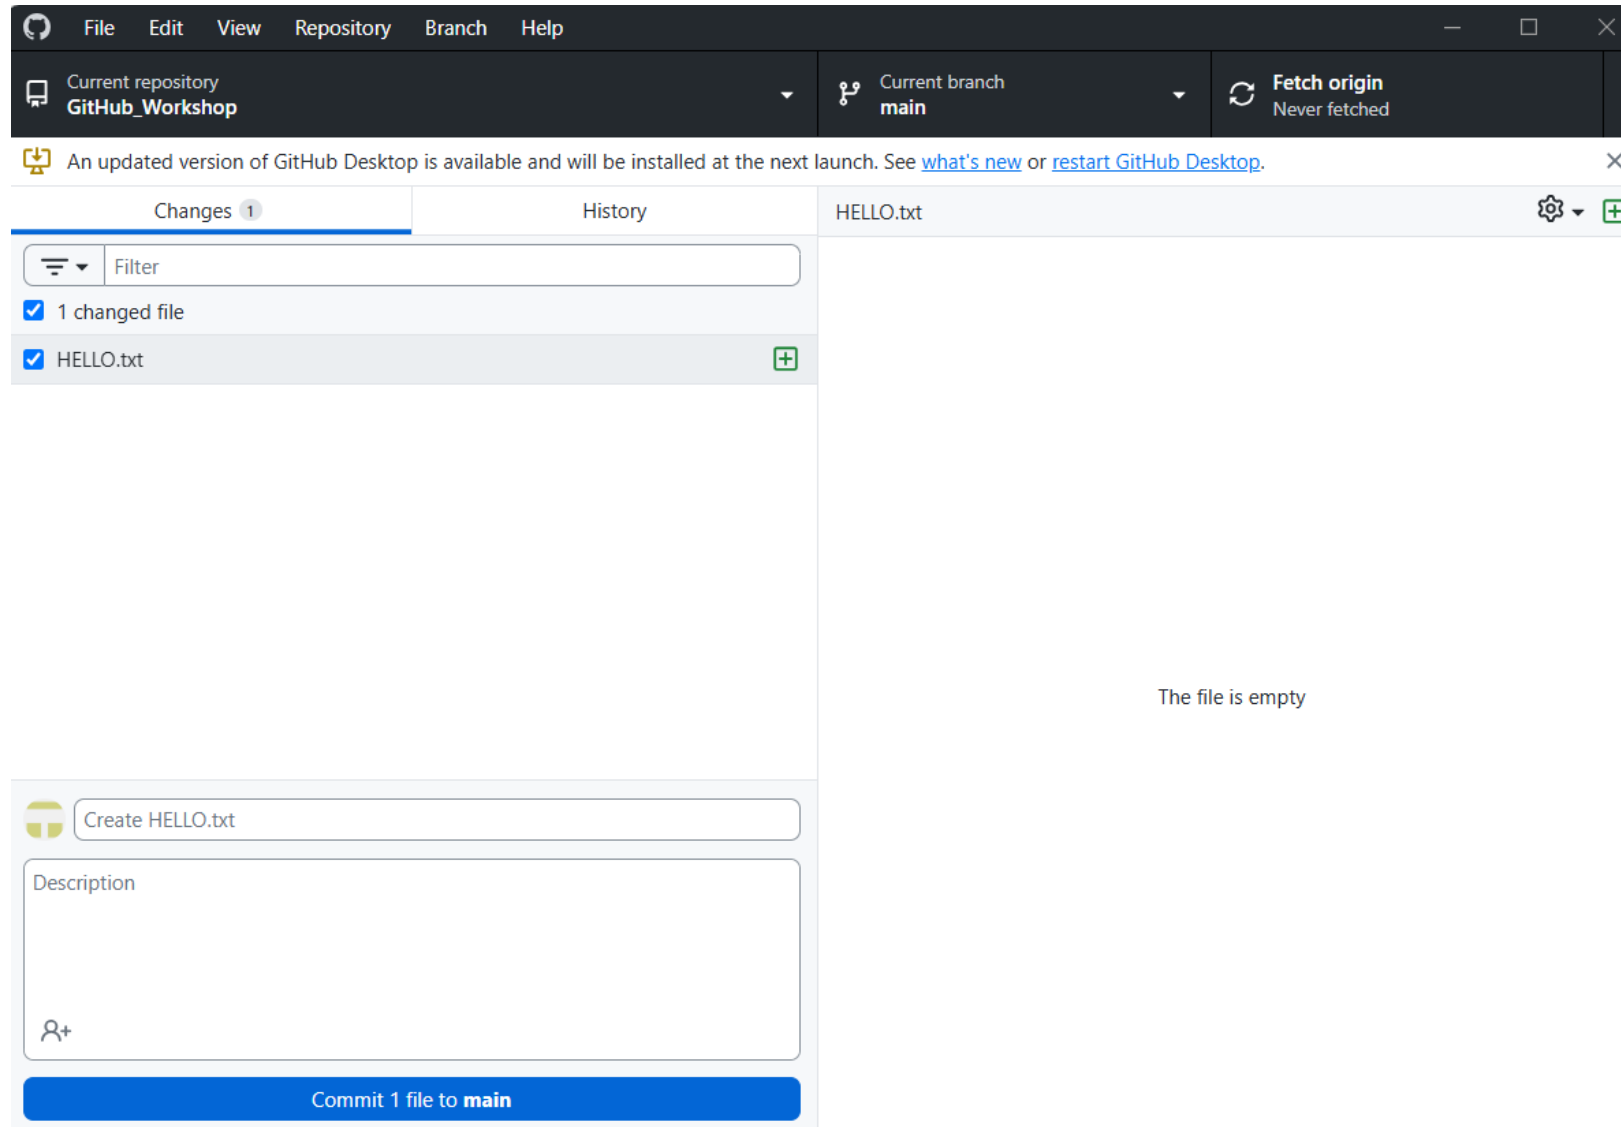 File Edit View Repository Branch Help
Current repository
GitHub_Workshop
Current branch
main
Fetch origin
Never fetched
An updated version of GitHub Desktop is available and will be installed at the next launch. See what's new or restart GitHub Desktop.
Changes 1
History
HELLO.txt
Filter
1 changed file
HELLO.txt
The file is empty
Create HELLO.txt
Description
Commit 1 file to main